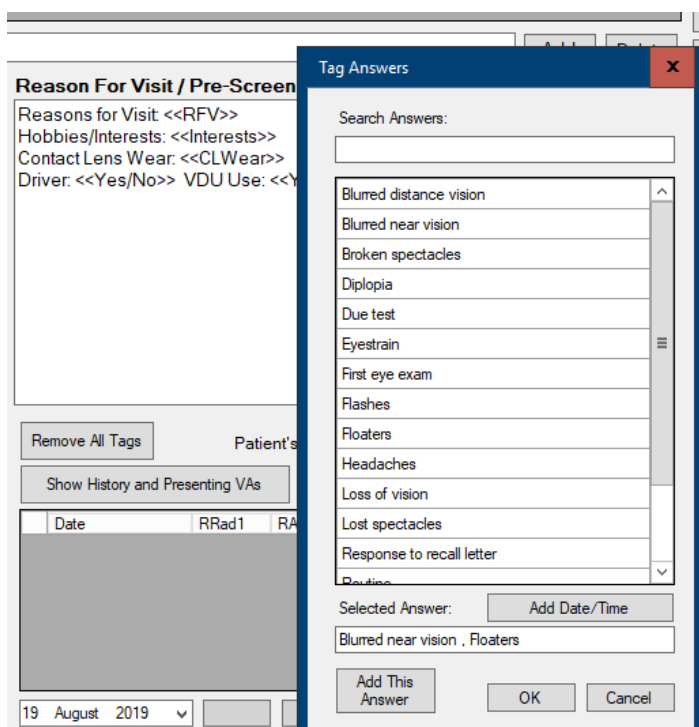 Reason For Visit / Pre-Screen
Reasons for Visit: <<RFV>>
Hobbies/Interests: <<Interests>>
Contact Lens Wear: <<CLWear>>
Driver: <<Yes/No>> VDU Use: <<Y
Remove All Tags
Patient's
Show History and Presenting VAs
Date RRad1 RA
19 August 2019
Tag Answers
x
Search Answers:
Blurred distance vision
Blurred near vision
Broken spectacles
Diplopia
Due test
Eyestrain
First eye exam
Flashes
Floaters
Headaches
Loss of vision
Lost spectacles
Response to recall letter
Routine
Selected Answer:
Add Date/Time
Blurred near vision , Floaters
Add This
Answer
OK
Cancel